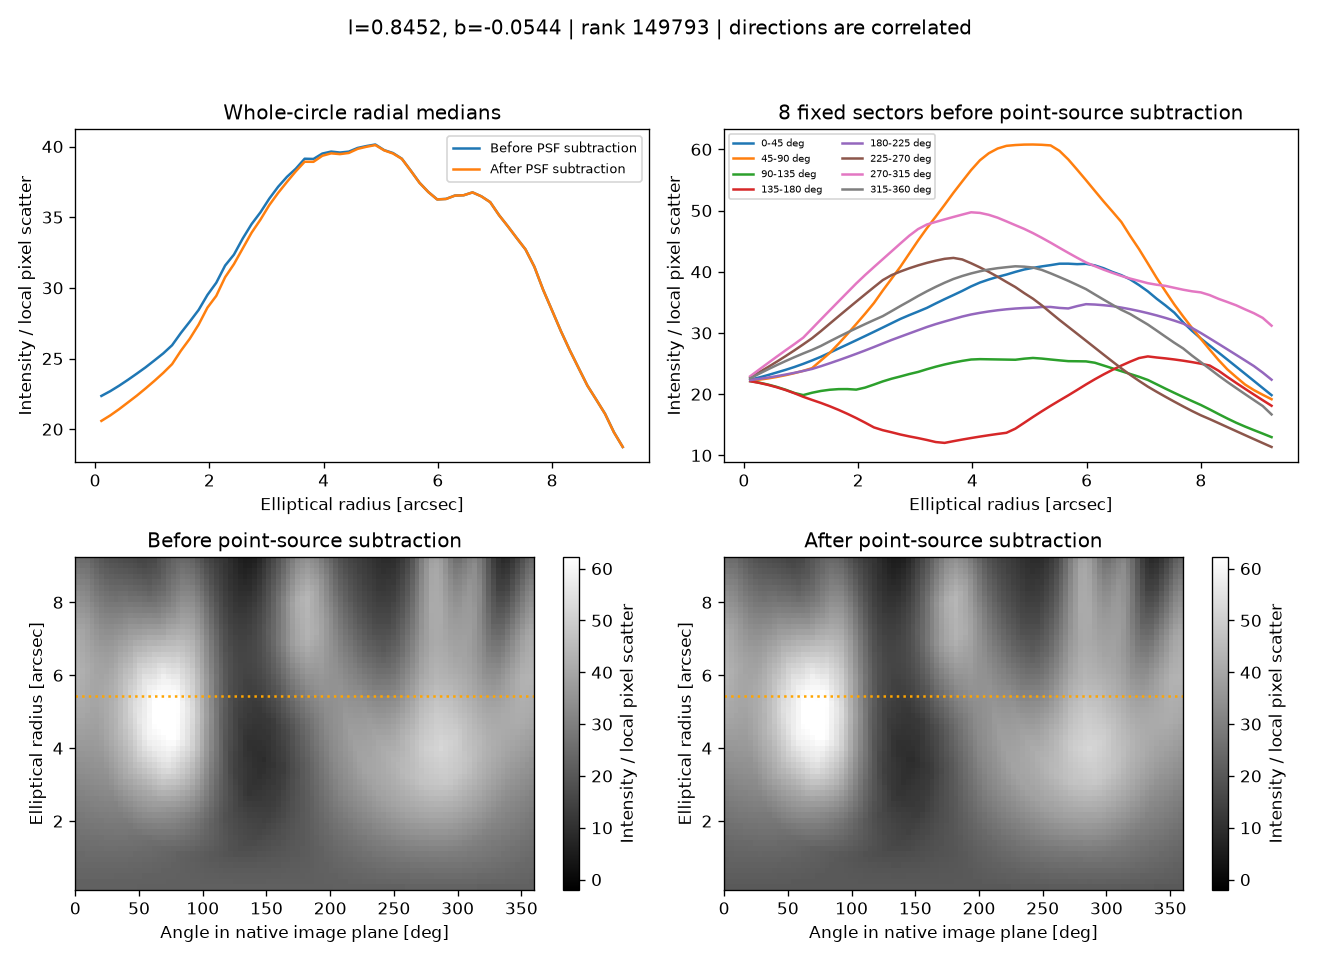 l=0.8452, b=-0.0544 | rank 149793 | directions are correlated
Whole-circle radial medians
Before PSF subtraction
After PSF subtraction
Intensity / local pixel scatter
40
35
30
25
20
0 2 4 6 8
Elliptical radius [arcsec]
8 fixed sectors before point-source subtraction
0-45 deg
45-90 deg
90-135 deg
135-180 deg
180-225 deg
225-270 deg
270-315 deg
315-360 deg
Intensity / local pixel scatter
60
50
40
30
20
10
0 2 4 6 8
Elliptical radius [arcsec]
Before point-source subtraction
Elliptical radius [arcsec]
8
6
4
2
0 50 100 150 200 250 300 350
Angle in native image plane [deg]
60
50
40
30
20
10
0
Intensity / local pixel scatter
After point-source subtraction
Elliptical radius [arcsec]
8
6
4
2
0 50 100 150 200 250 300 350
Angle in native image plane [deg]
60
50
40
30
20
10
0
Intensity / local pixel scatter